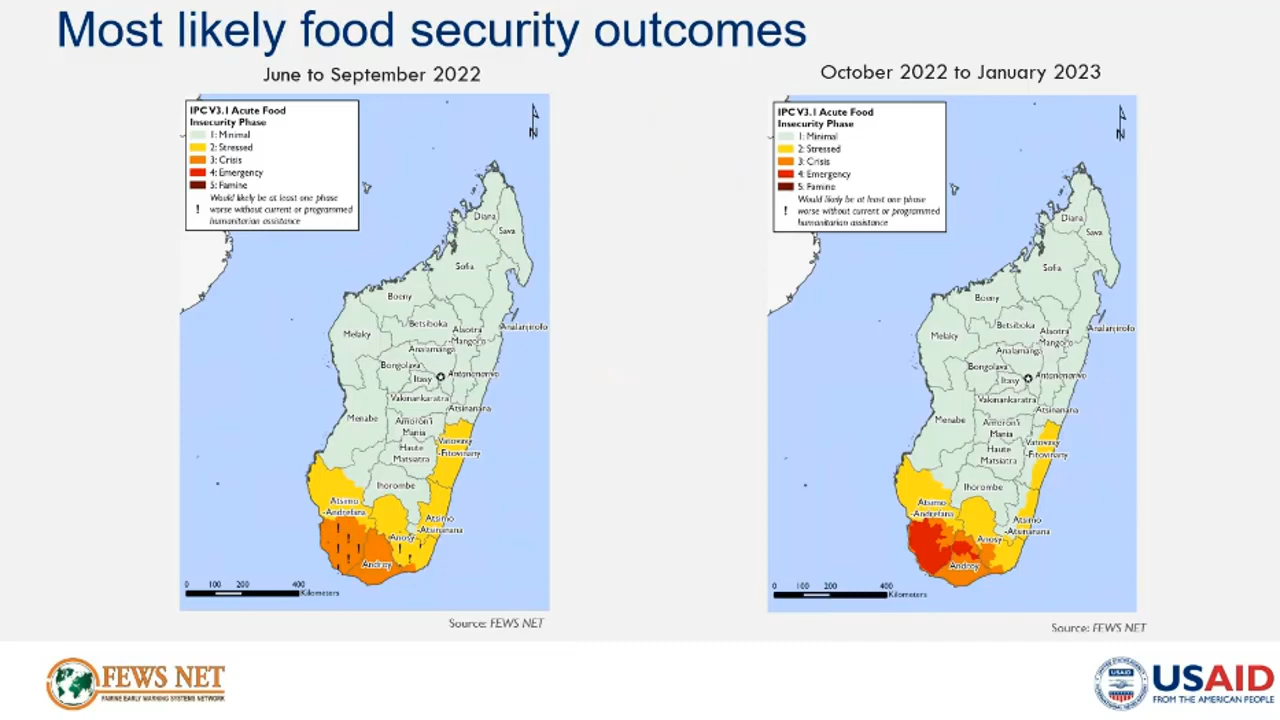 Most likely food security outcomes
June to September 2022
IPC V3.1 Acute Food
Insecurity Phase
1: Minimal
2: Stressed
3: Crisis
4: Emergency
5: Famine
Would likely be at least one phase
! worse without current or programmed
humanitarian assistance
N
Diana
Sava
Sofia
Boeny
Melaky
Betsiboka
Alaotra
-Mangoro
Analanjirofo
Analamanga
Bongolava
Itasy
Antananarivo
Vakinankaratra
Atsinanana
Menabe
Amoron'i
Mania
Vatovavy
-Fitovinany
Haute
Matsiatra
Ihorombe
Atsimo
-Andrefana
Atsimo
-Atsinanana
Anosy
Androy
0 100 200 400
Kilometers
Source: FEWS NET
October 2022 to January 2023
IPC V3.1 Acute Food
Insecurity Phase
1: Minimal
2: Stressed
3: Crisis
4: Emergency
5: Famine
Would likely be at least one phase
! worse without current or programmed
humanitarian assistance
N
Diana
Sava
Sofia
Boeny
Melaky
Betsiboka
Alaotra
-Mangoro
Analanjirofo
Analamanga
Bongolava
Itasy
Antananarivo
Vakinankaratra
Atsinanana
Menabe
Amoron'i
Mania
Vatovavy
-Fitovinany
Haute
Matsiatra
Ihorombe
Atsimo
-Andrefana
Atsimo
-Atsinanana
Anosy
Androy
0 100 200 400
Kilometers
Source: FEWS NET
FEWS NET
FAMINE EARLY WARNING SYSTEMS NETWORK
USAID
USAID
FROM THE AMERICAN PEOPLE